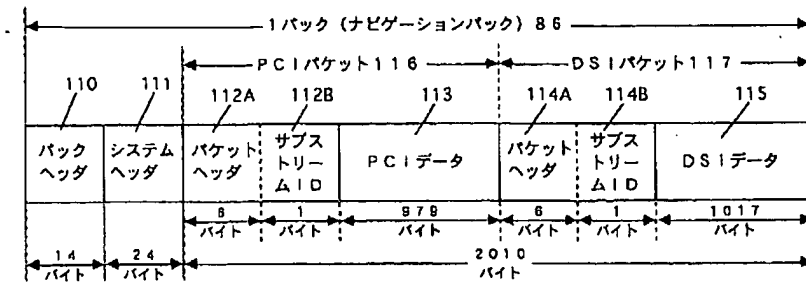 1パック (ナビゲーションパック) 86
PCIパケット116
DSIパケット117
110
111
112A
112B
113
114A
114B
115
パック
ヘッダ
システム
ヘッダ
パケット
ヘッダ
サブス
トリー
ムID
PCIデータ
パケット
ヘッダ
サブス
トリー
ムID
DSIデータ
6
バイト
1
バイト
979
バイト
6
バイト
1
バイト
1017
バイト
14
バイト
24
バイト
2010
バイト